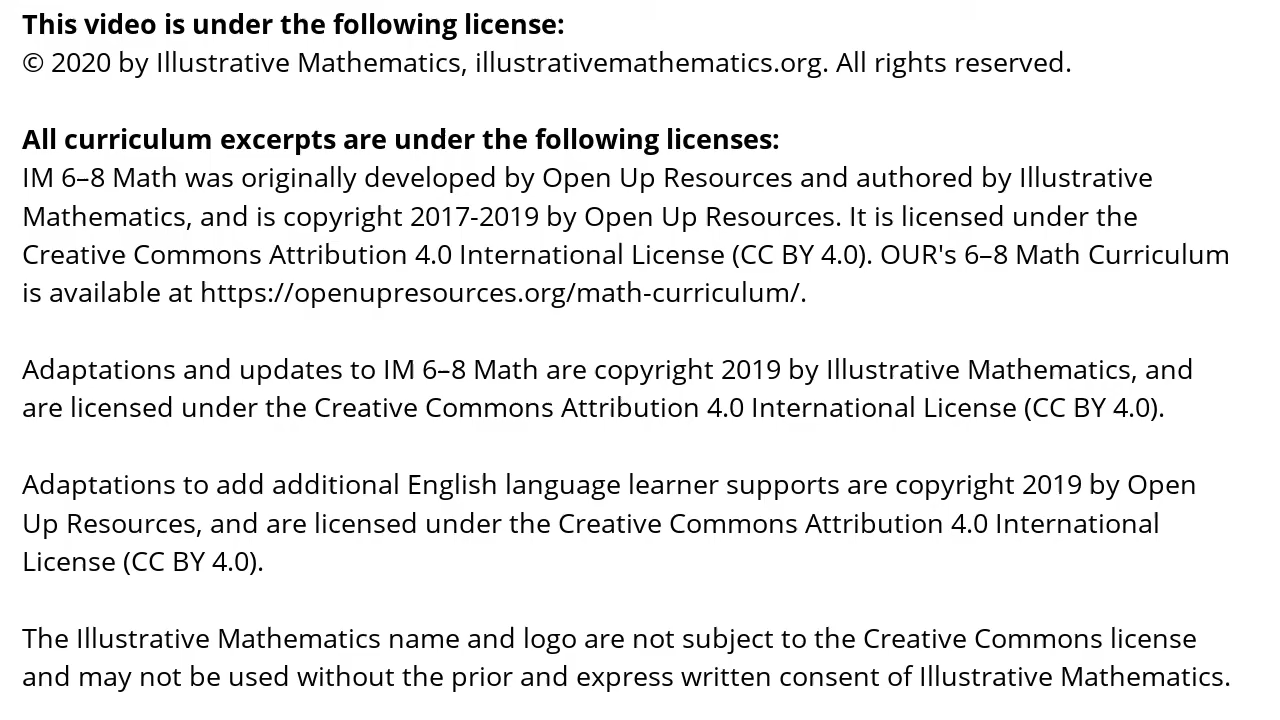 This video is under the following license:
© 2020 by Illustrative Mathematics, illustrativemathematics.org. All rights reserved.
All curriculum excerpts are under the following licenses:
IM 6–8 Math was originally developed by Open Up Resources and authored by Illustrative
Mathematics, and is copyright 2017-2019 by Open Up Resources. It is licensed under the
Creative Commons Attribution 4.0 International License (CC BY 4.0). OUR's 6–8 Math Curriculum
is available at https://openupresources.org/math-curriculum/.
Adaptations and updates to IM 6–8 Math are copyright 2019 by Illustrative Mathematics, and
are licensed under the Creative Commons Attribution 4.0 International License (CC BY 4.0).
Adaptations to add additional English language learner supports are copyright 2019 by Open
Up Resources, and are licensed under the Creative Commons Attribution 4.0 International
License (CC BY 4.0).
The Illustrative Mathematics name and logo are not subject to the Creative Commons license
and may not be used without the prior and express written consent of Illustrative Mathematics.